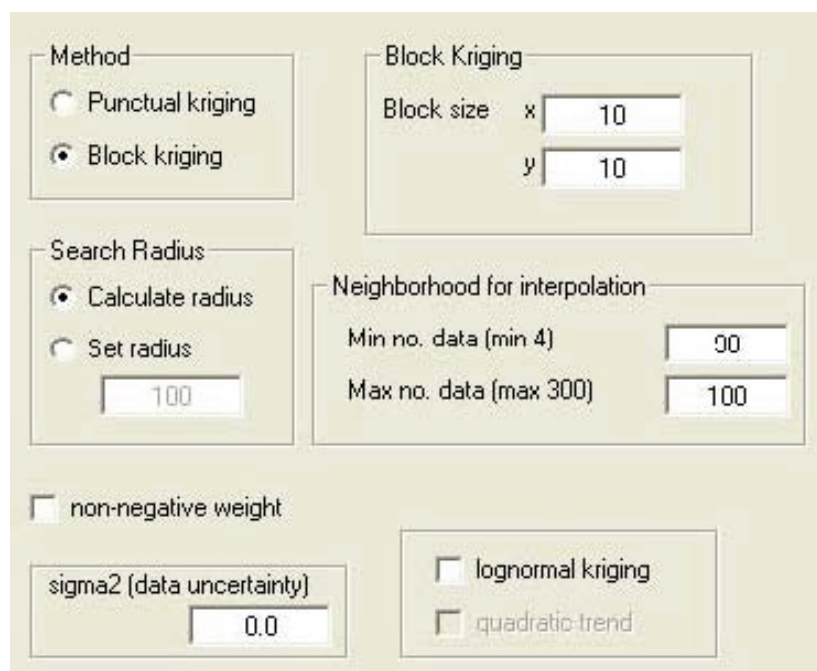 Method
Punctual kriging
Block kriging
Block Kriging
Block size x 10
y 10
Search Radius
Calculate radius
Set radius
100
Neighborhood for interpolation
Min no. data (min 4)
Max no. data (max 300) 100
non-negative weight
sigma2 (data uncertainty)
0.0
lognormal kriging
quadratic trend